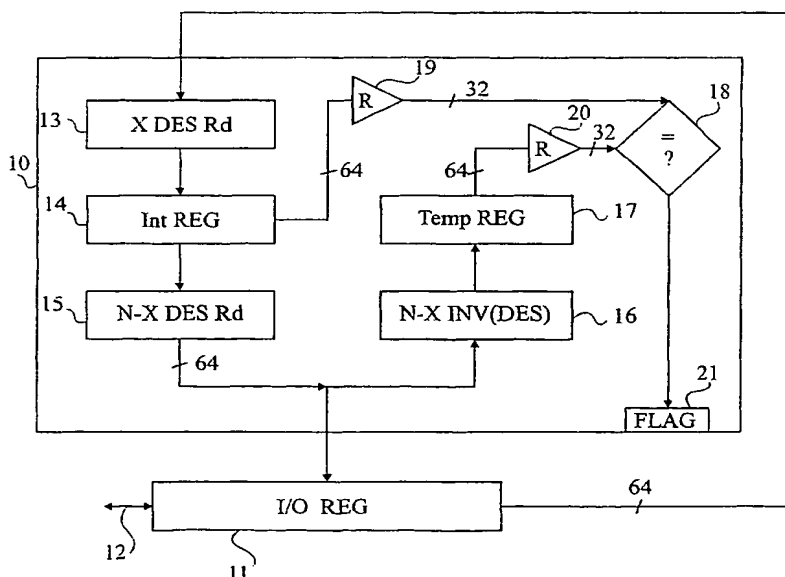 19
18
R
32
13
X DES Rd
20
32
=
?
10
64
64
R
14
Int REG
Temp REG
17
15
N-X DES Rd
N-X INV(DES)
16
64
21
FLAG
I/O REG
64
12
11